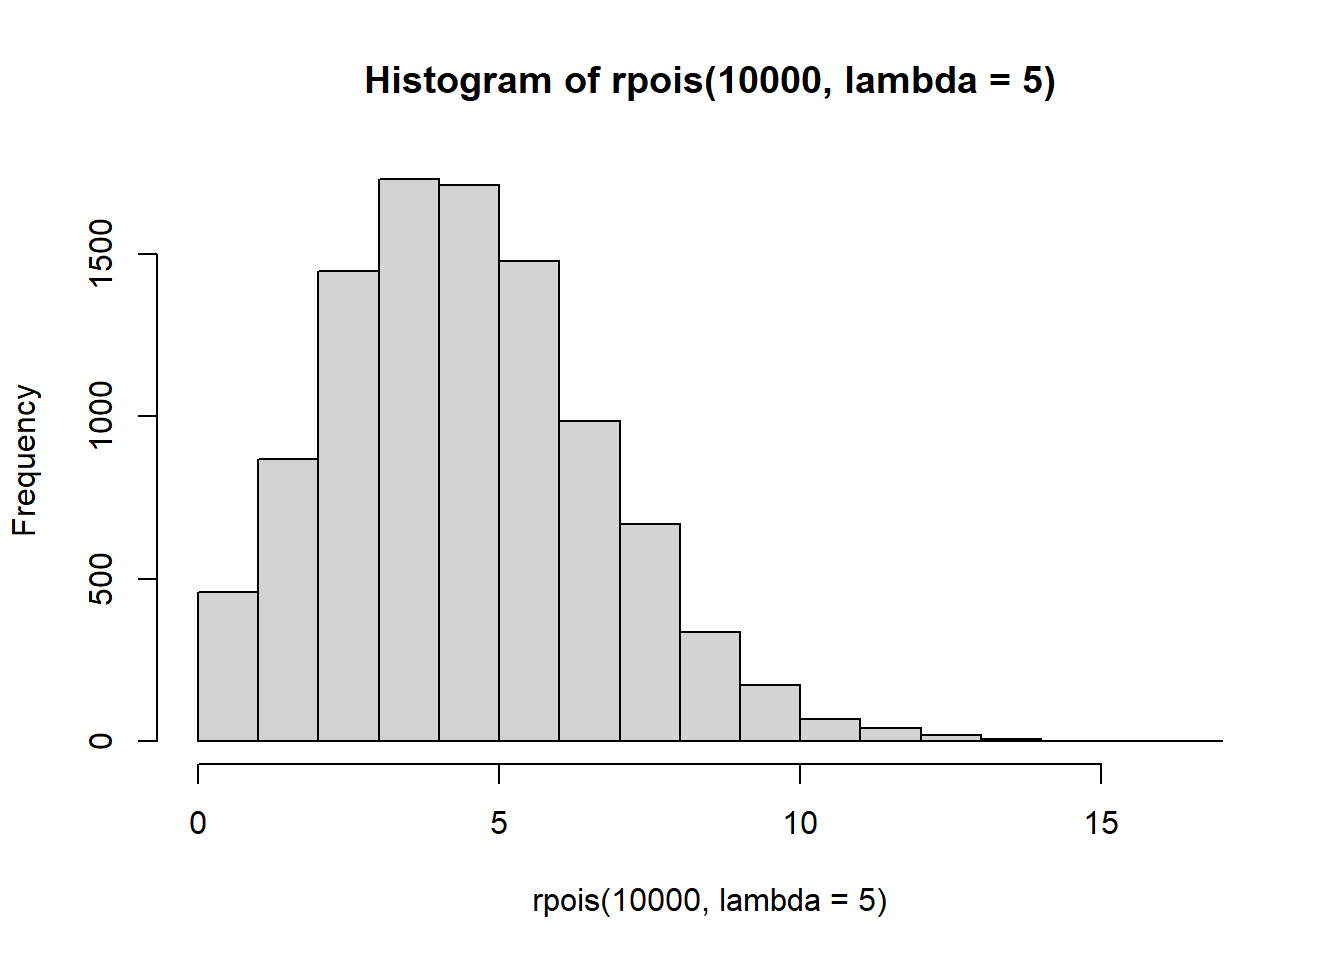 Histogram of rpois(10000, lambda = 5)
Frequency
1500
1000
500
0
0 5 10 15
rpois(10000, lambda = 5)